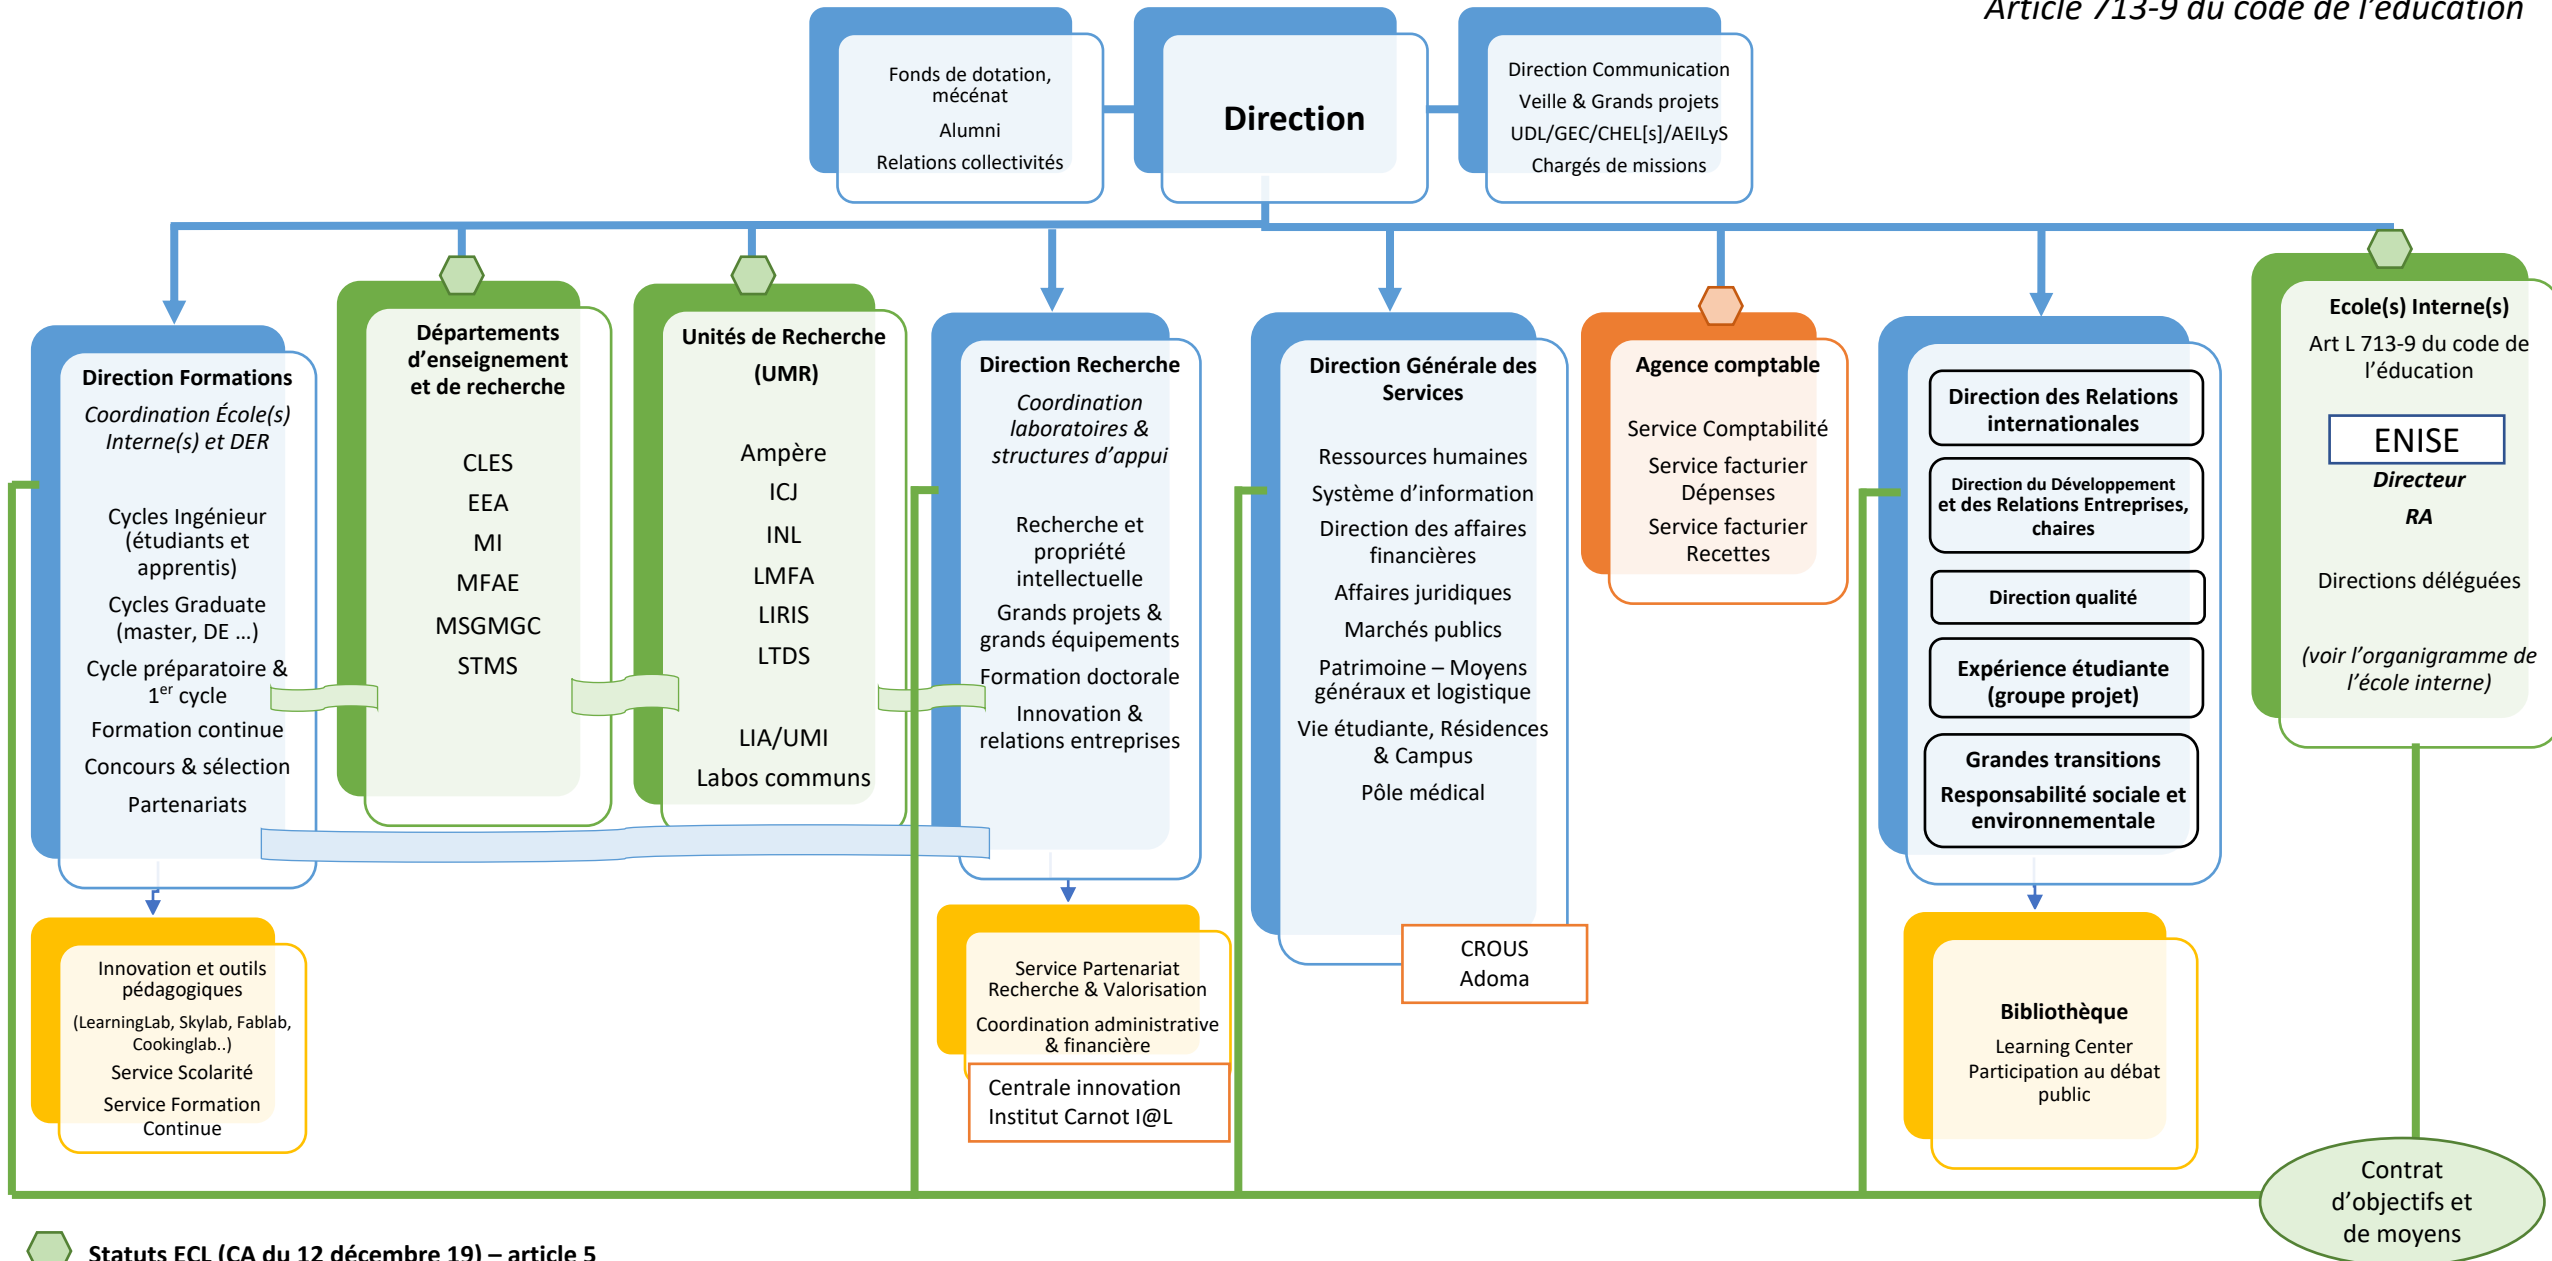 Article 713-9 du code de l'éducation
Fonds de dotation,
mécénat
Alumni
Relations collectivités
Direction
Direction Communication
Veille & Grands projets
UDL/GEC/CHEL[s]/AEILyS
Chargés de missions
Direction Formations
Coordination École(s)
Interne(s) et DER
Cycles Ingénieur
(étudiants et
apprentis)
Cycles Graduate
(master, DE ...)
Cycle préparatoire &
1er cycle
Formation continue
Concours & sélection
Partenariats
Départements
d'enseignement
et de recherche
CLES
EEA
MI
MFAE
MSGMGC
STMS
Unités de Recherche
(UMR)
Ampère
ICJ
INL
LMFA
LIRIS
LTDS
LIA/UMI
Labos communs
Direction Recherche
Coordination
laboratoires &
structures d'appui
Recherche et
propriété
intellectuelle
Grands projets &
grands équipements
Formation doctorale
Innovation &
relations entreprises
Direction Générale des
Services
Ressources humaines
Système d'information
Direction des affaires
financières
Affaires juridiques
Marchés publics
Patrimoine – Moyens
généraux et logistique
Vie étudiante, Résidences
& Campus
Pôle médical
CROUS
Adoma
Agence comptable
Service Comptabilité
Service facturier
Dépenses
Service facturier
Recettes
Direction des Relations
internationales
Direction du Développement
et des Relations Entreprises,
chaires
Direction qualité
Expérience étudiante
(groupe projet)
Grandes transitions
Responsabilité sociale et
environnementale
Ecole(s) Interne(s)
Art L 713-9 du code de
l'éducation
ENISE
Directeur
RA
Directions déléguées
(voir l'organigramme de
l'école interne)
Innovation et outils
pédagogiques
(LearningLab, Skylab, Fablab,
Cookinglab..)
Service Scolarité
Service Formation
Continue
Service Partenariat
Recherche & Valorisation
Coordination administrative
& financière
Centrale innovation
Institut Carnot I@L
Bibliothèque
Learning Center
Participation au débat
public
Contrat
d'objectifs et
de moyens
Statuts ECL (CA du 12 décembre 19) – article 5